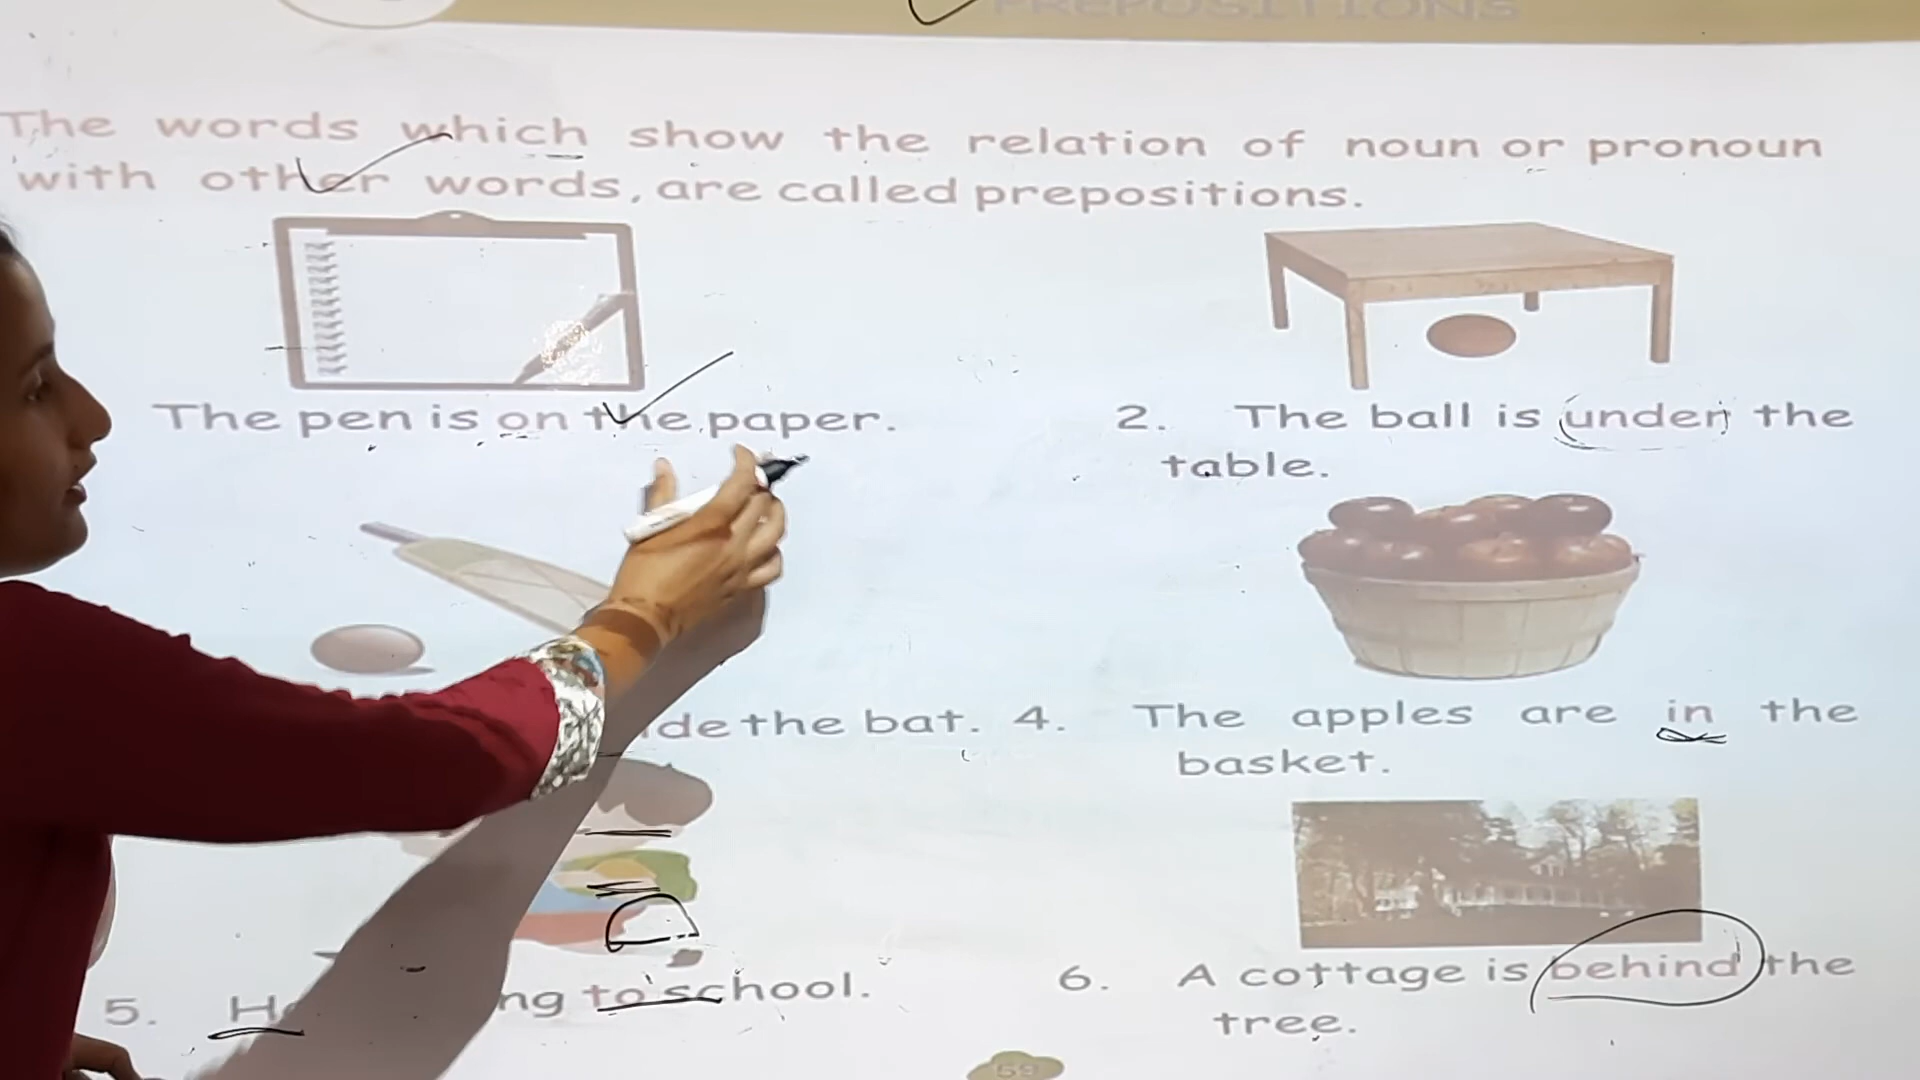 PREPOSITIONS
The words which show the relation of noun or pronoun
with other words, are called prepositions.
The pen is on the paper.
2. The ball is under the
table.
the bat.
4. The apples are in the
basket.
5. to school.
6. A cottage is behind the
tree.
59